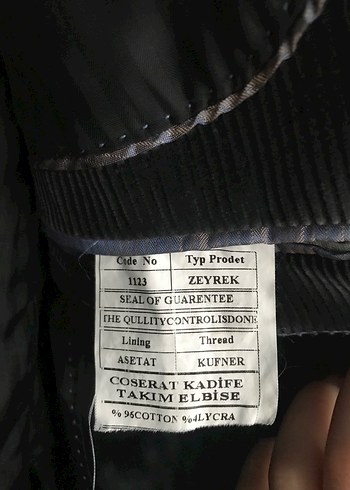 Code No Typ Prodet
1123 ZEYREK
SEAL OF GUARENTEE
THE QULLITYCONTROLISDONE
Lining Thread
ASETAT KUFNER
COSERAT KADİFE
TAKIM ELBİSE
% 96COTTON %4LYCRA